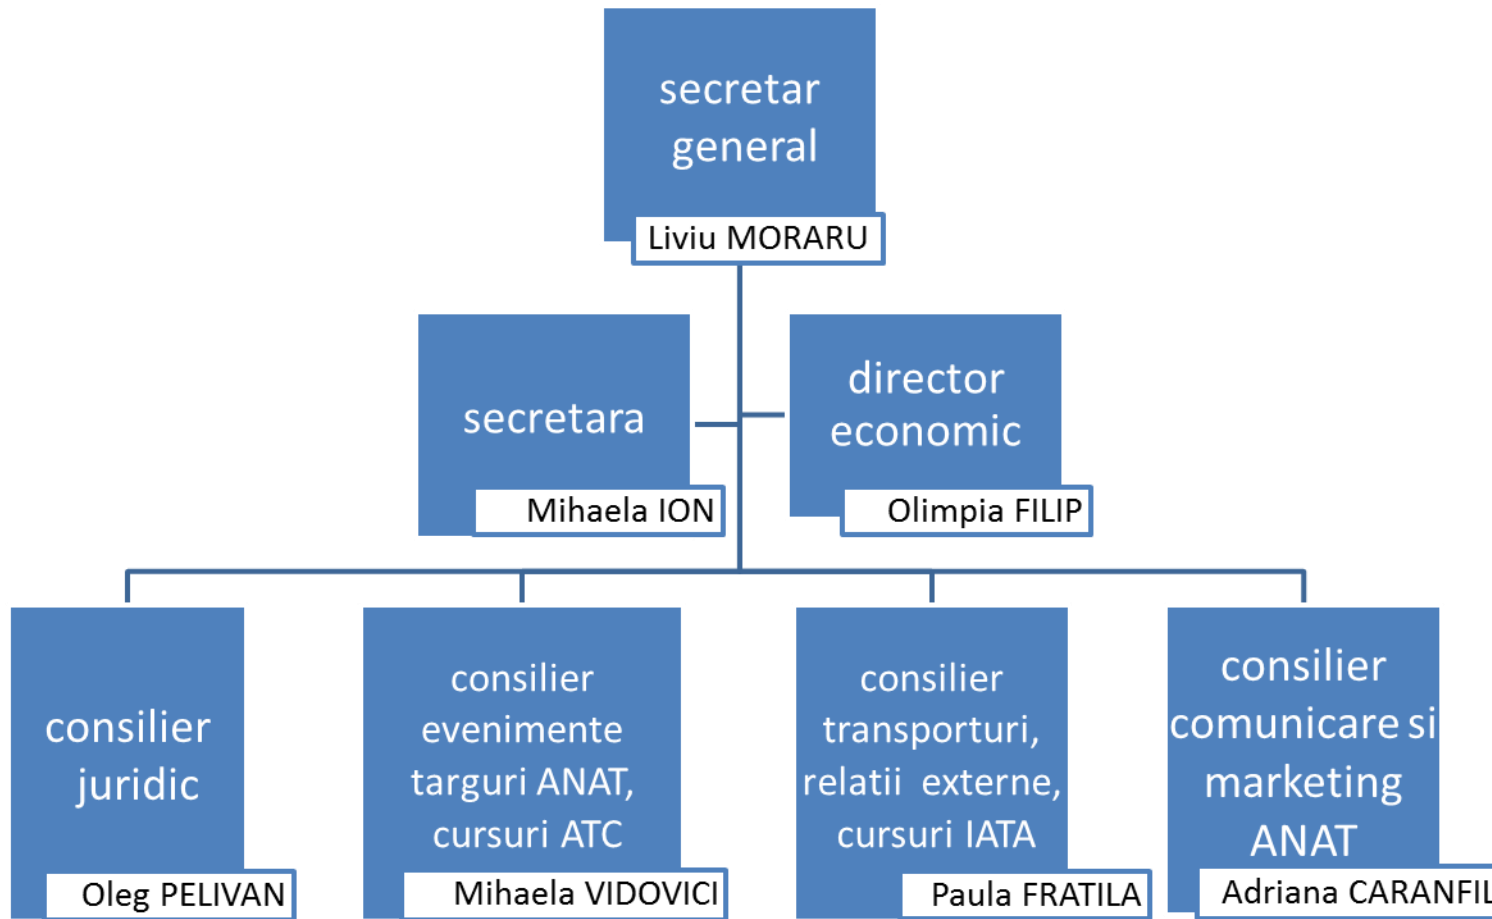 secretar
general
Liviu MORARU
secretara
Mihaela ION
director
economic
Olimpia FILIP
consilier
juridic
Oleg PELIVAN
consilier
evenimente
targuri ANAT,
cursuri ATC
Mihaela VIDOVICI
consilier
transporturi,
relatii externe,
cursuri IATA
Paula FRATILA
consilier
comunicare si
marketing
ANAT
Adriana CARANFIL